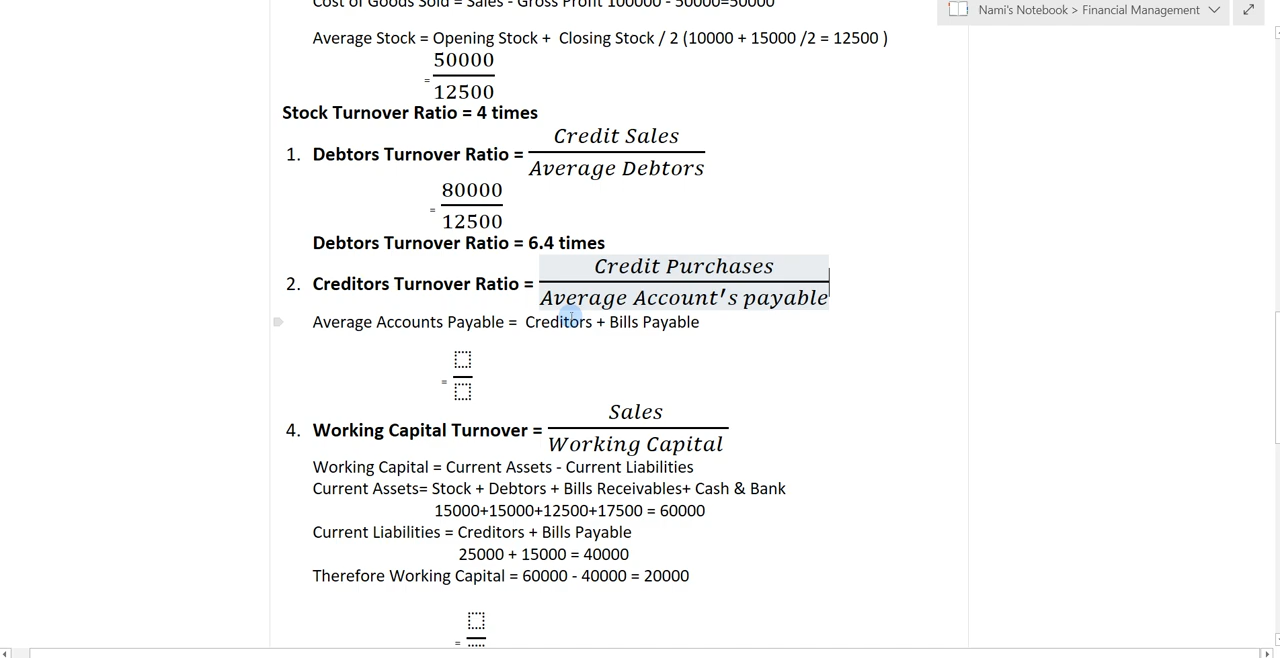 Cost of Goods Sold = Sales - Gross Profit 100000 - 50000=50000
Nami's Notebook > Financial Management
Average Stock = Opening Stock + Closing Stock / 2 (10000 + 15000 /2 = 12500 )
= 50000
12500
Stock Turnover Ratio = 4 times
1. Debtors Turnover Ratio = Credit Sales
Average Debtors
= 80000
12500
Debtors Turnover Ratio = 6.4 times
2. Creditors Turnover Ratio = Credit Purchases
Average Account's payable
Average Accounts Payable = Creditors + Bills Payable
=
4. Working Capital Turnover = Sales
Working Capital
Working Capital = Current Assets - Current Liabilities
Current Assets= Stock + Debtors + Bills Receivables+ Cash & Bank
15000+15000+12500+17500 = 60000
Current Liabilities = Creditors + Bills Payable
25000 + 15000 = 40000
Therefore Working Capital = 60000 - 40000 = 20000
=